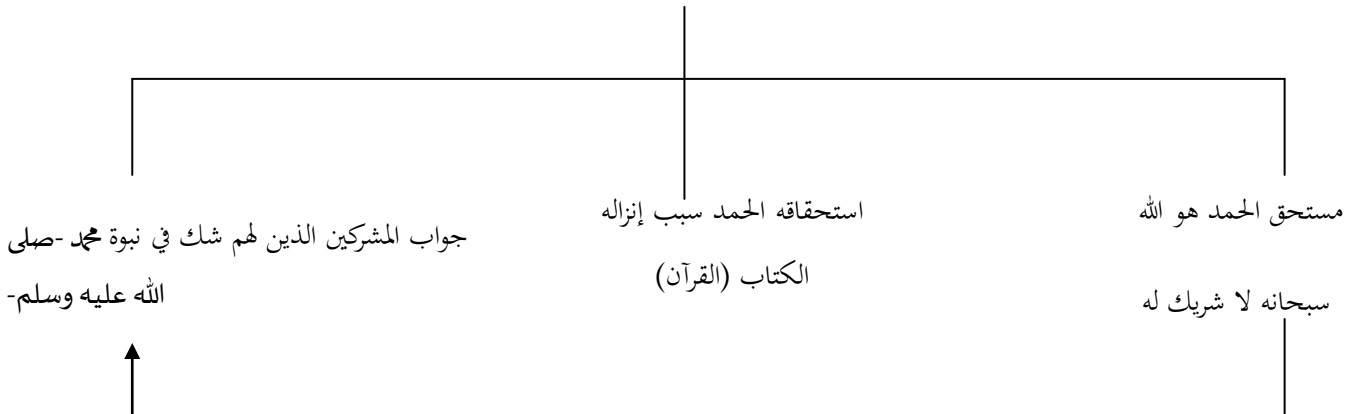 مستحق الحمد هو الله
سبحانه لا شريك له
استحقاقه الحمد سبب إنزاله
الكتاب (القرآن)
جواب المشركين الذين لهم شك في نبوة محمد -صلى
الله عليه وسلم-